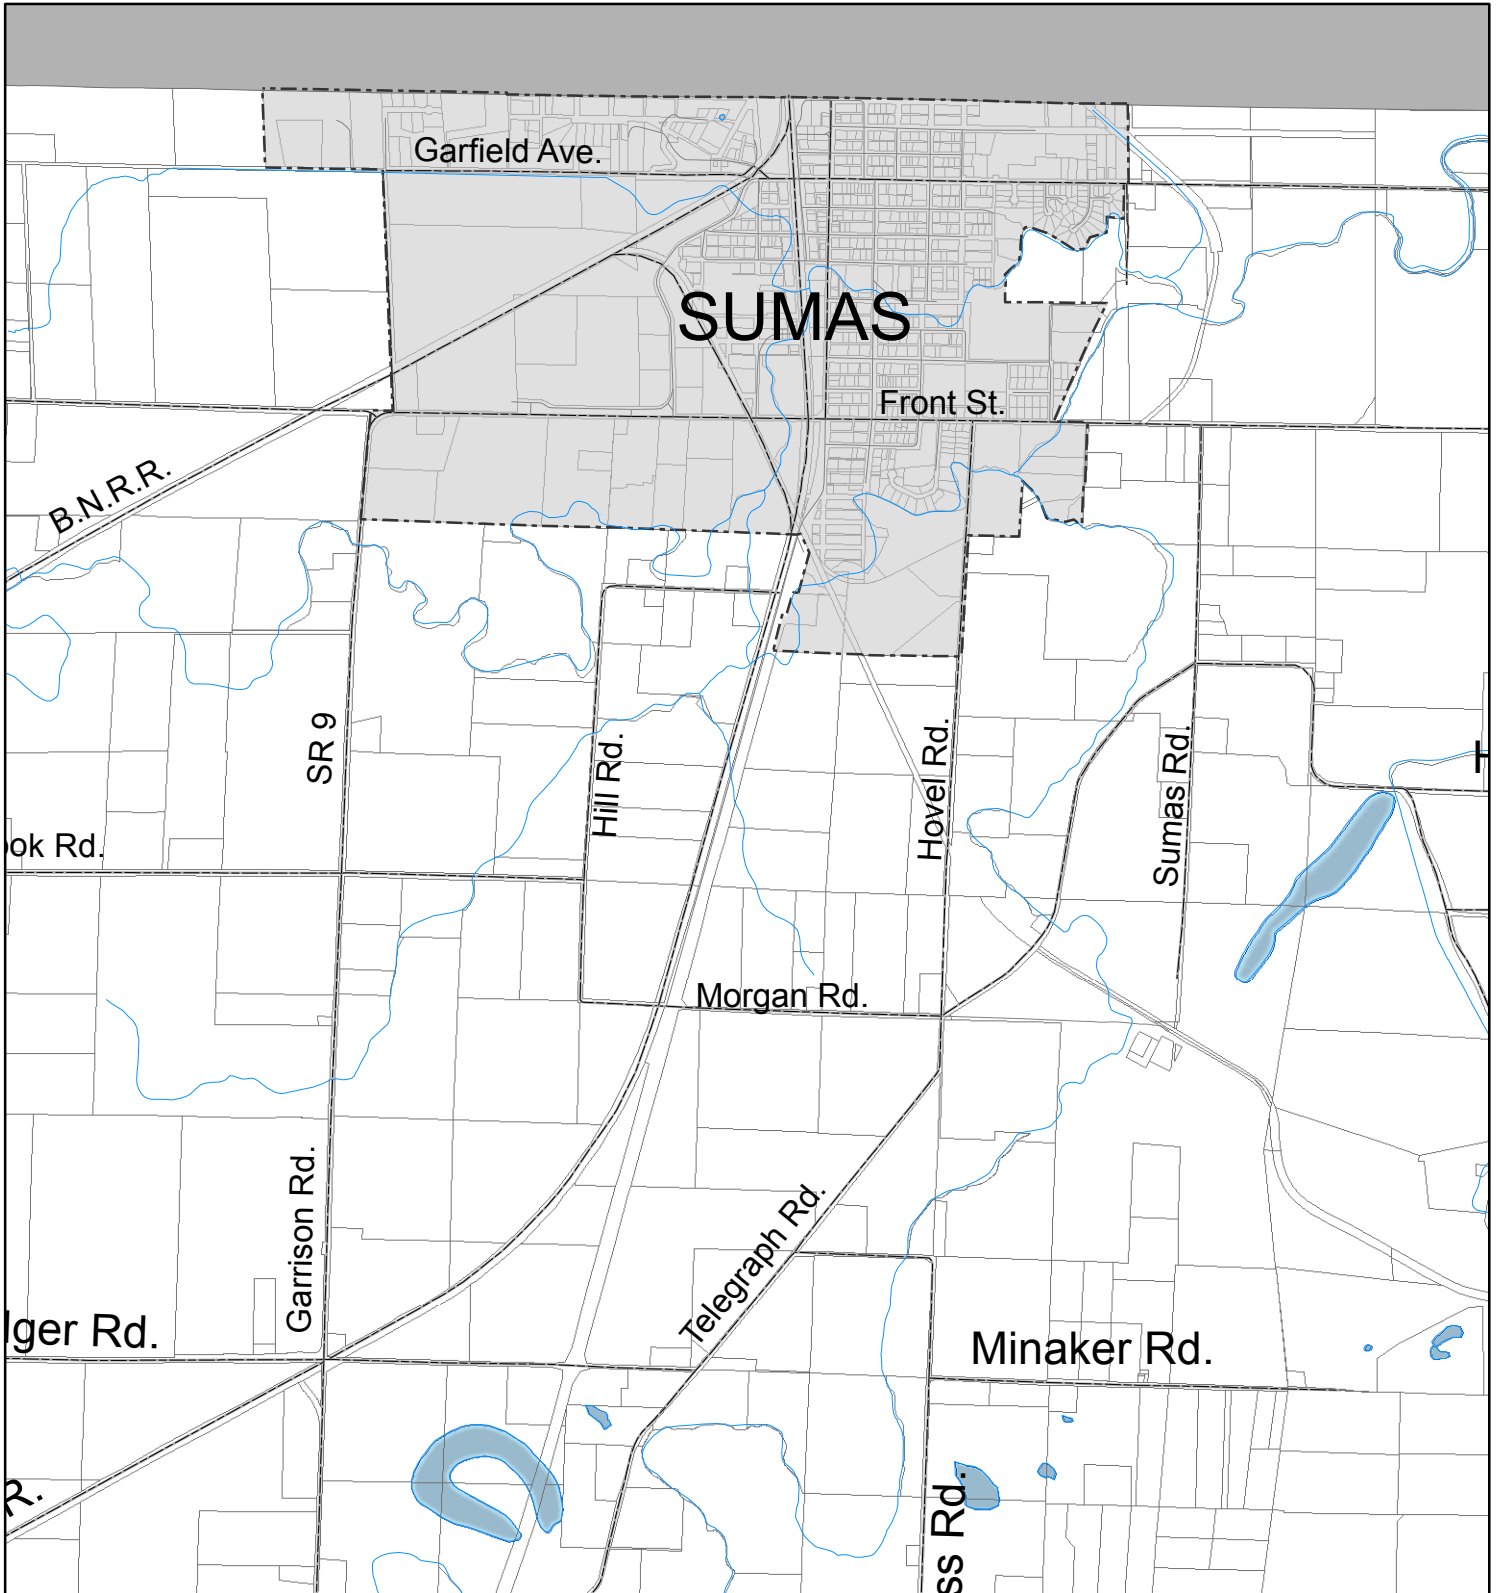 Garfield Ave.
SUMAS
Front St.
B.N.R.R.
SR 9
Hill Rd.
Hovel Rd.
Sumas Rd.
ok Rd.
Morgan Rd.
Garrison Rd.
Telegraph Rd.
lger Rd.
Minaker Rd.
R.
ss Rd.